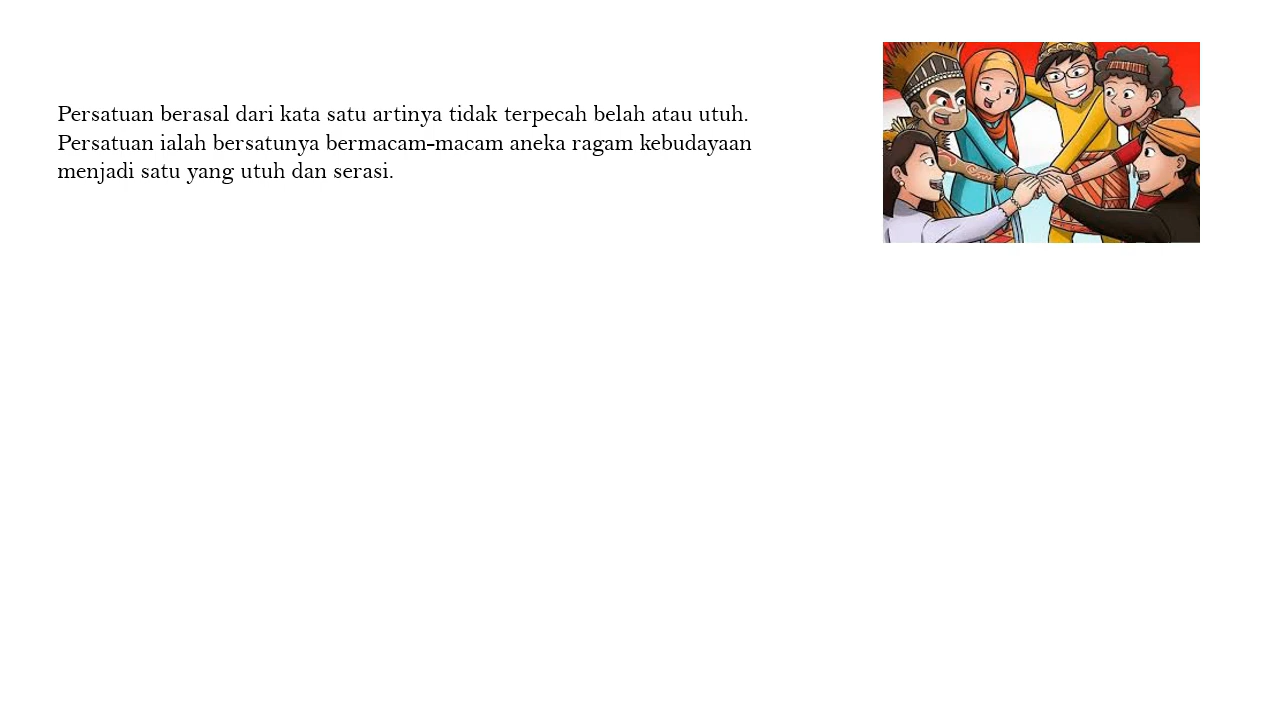 Persatuan berasal dari kata satu artinya tidak terpecah belah atau utuh.
Persatuan ialah bersatunya bermacam-macam aneka ragam kebudayaan
menjadi satu yang utuh dan serasi.